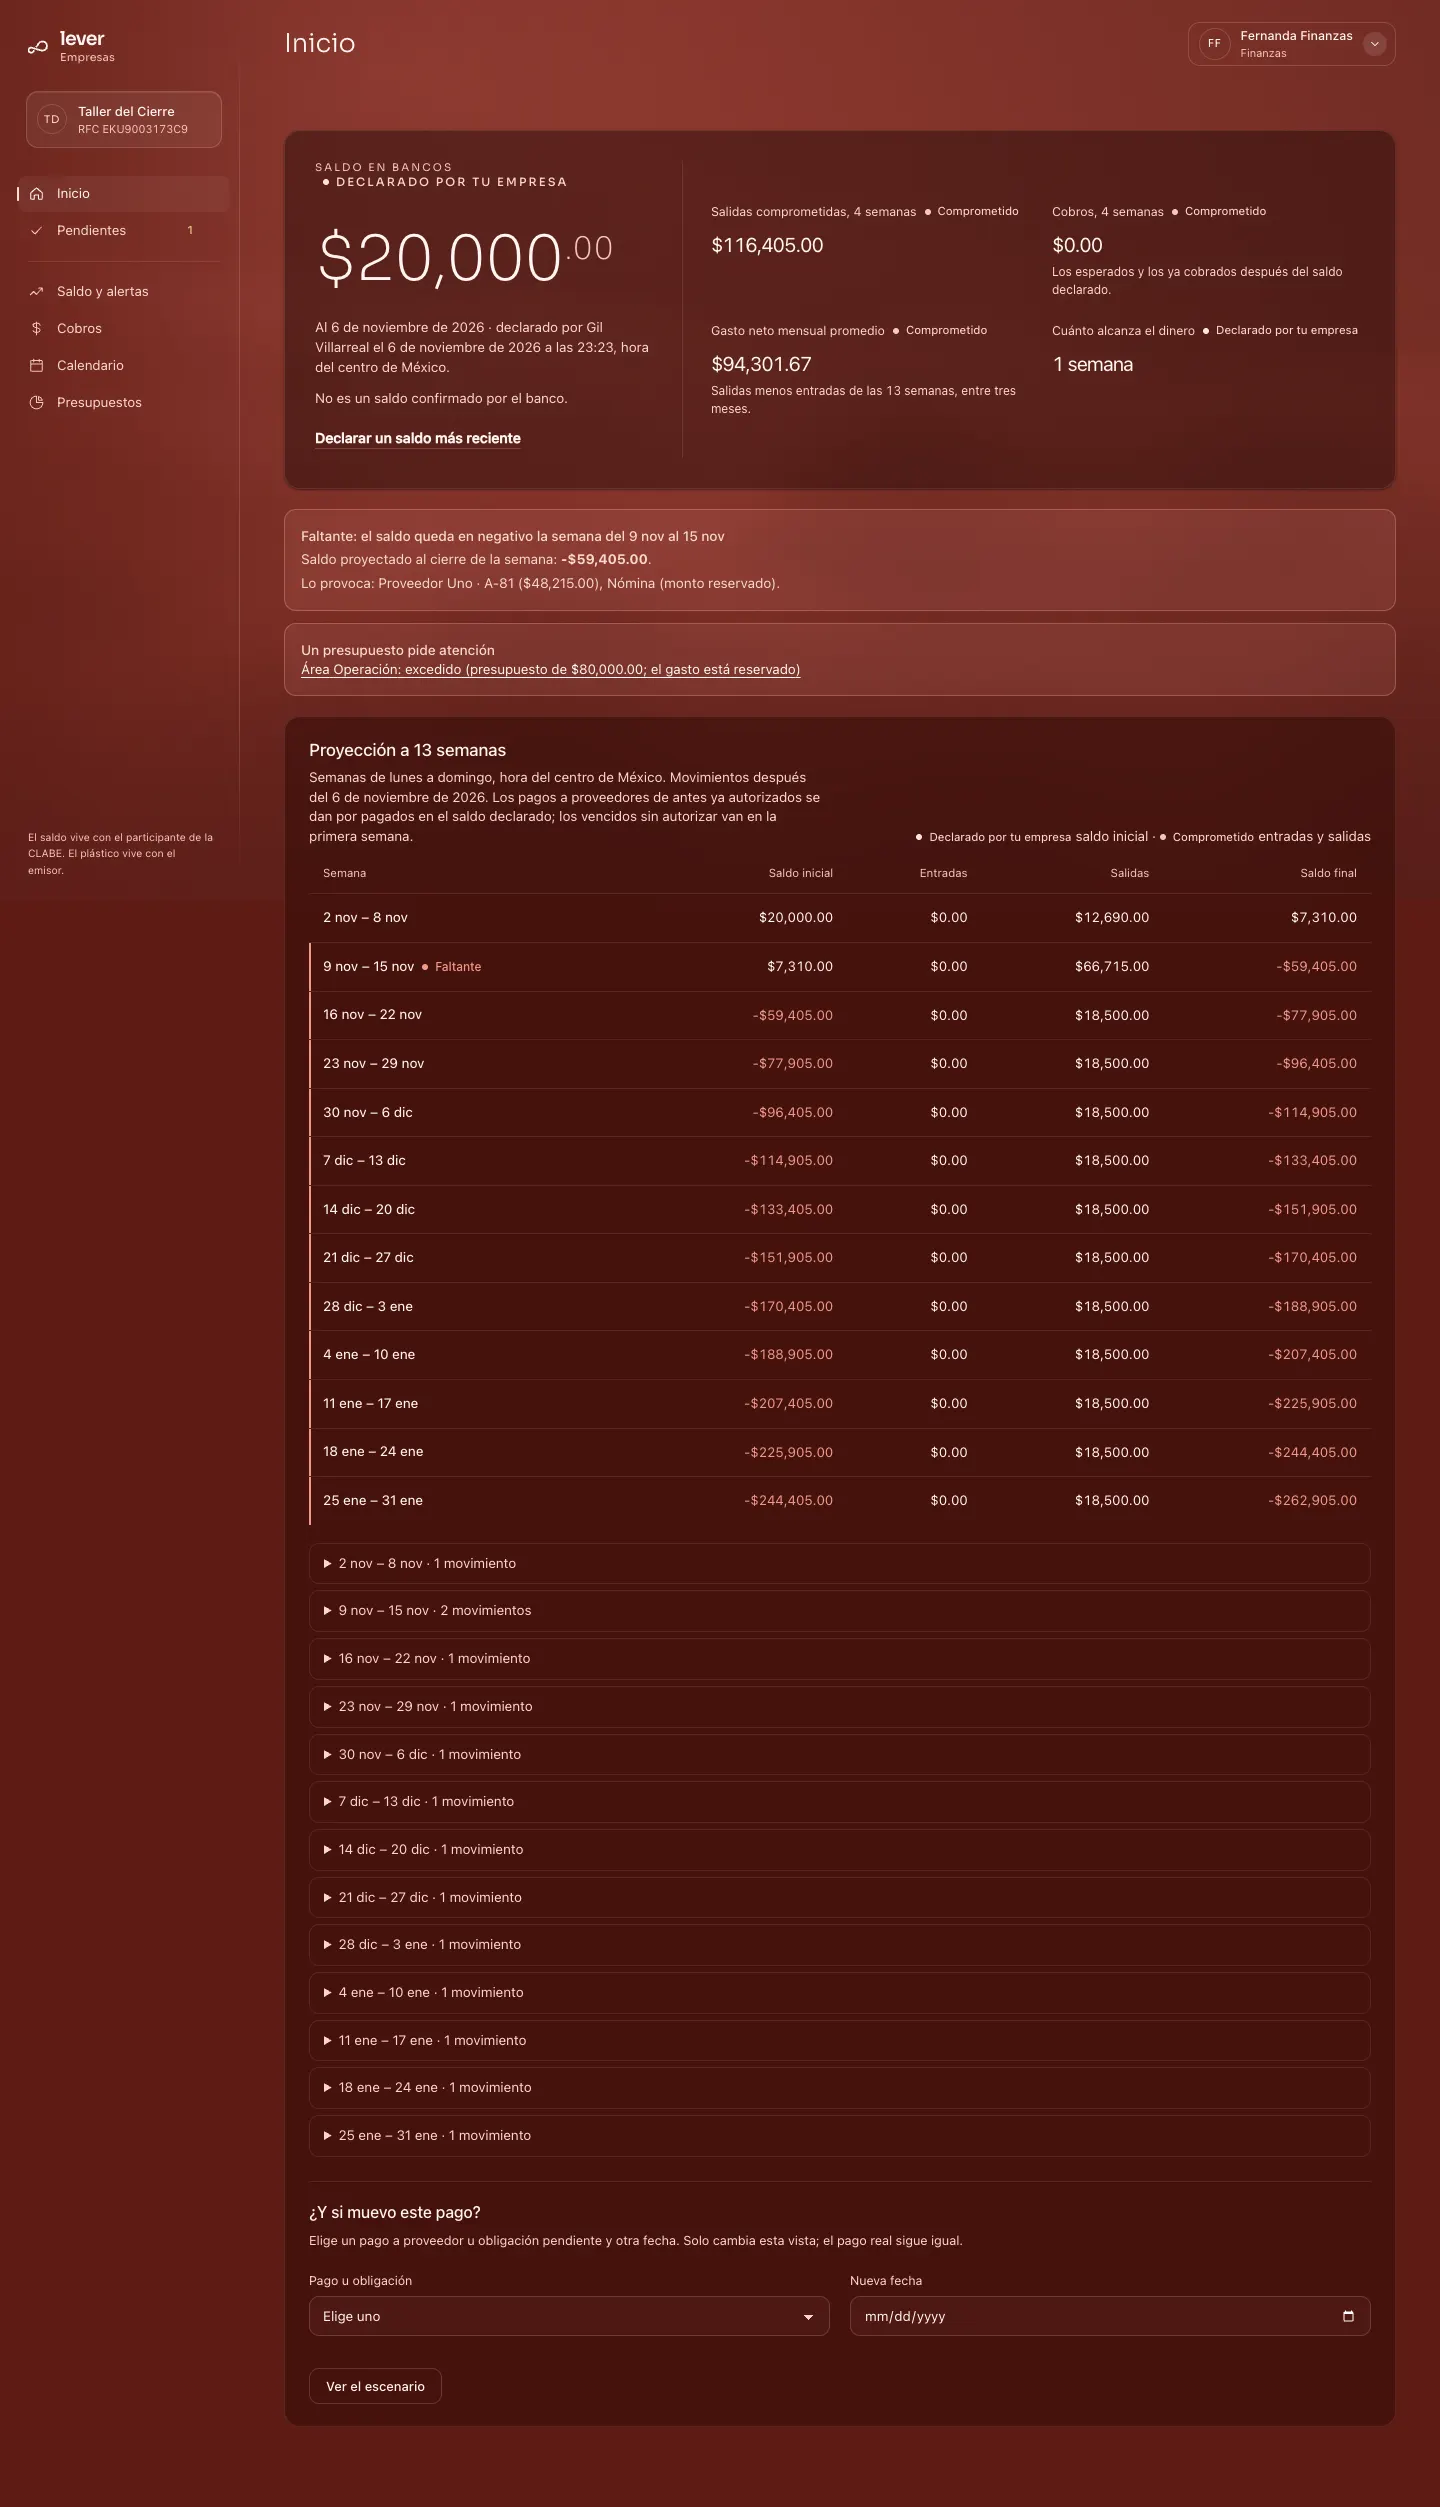 lever
Empresas
TD
Taller del Cierre
RFC EKU9003173C9
Inicio
Pendientes 1
Saldo y alertas
Cobros
Calendario
Presupuestos
El saldo vive con el participante de la
CLABE. El plástico vive con el
emisor.
Inicio
FF
Fernanda Finanzas
Finanzas
SALDO EN BANCOS
DECLARADO POR TU EMPRESA
$20,000.00
Al 6 de noviembre de 2026 · declarado por Gil
Villarreal el 6 de noviembre de 2026 a las 23:23, hora
del centro de México.
No es un saldo confirmado por el banco.
Declarar un saldo más reciente
Salidas comprometidas, 4 semanas Comprometido
$116,405.00
Cobros, 4 semanas Comprometido
$0.00
Los esperados y los ya cobrados después del saldo
declarado.
Gasto neto mensual promedio Comprometido
$94,301.67
Salidas menos entradas de las 13 semanas, entre tres
meses.
Cuánto alcanza el dinero Declarado por tu empresa
1 semana
Faltante: el saldo queda en negativo la semana del 9 nov al 15 nov
Saldo proyectado al cierre de la semana: -$59,405.00.
Lo provoca: Proveedor Uno · A-81 ($48,215.00), Nómina (monto reservado).
Un presupuesto pide atención
Área Operación: excedido (presupuesto de $80,000.00; el gasto está reservado)
Proyección a 13 semanas
Semanas de lunes a domingo, hora del centro de México. Movimientos después
del 6 de noviembre de 2026. Los pagos a proveedores de antes ya autorizados se
dan por pagados en el saldo declarado; los vencidos sin autorizar van en la
primera semana.
Declarado por tu empresa saldo inicial · Comprometido entradas y salidas
Semana Saldo inicial Entradas Salidas Saldo final
2 nov – 8 nov $20,000.00 $0.00 $12,690.00 $7,310.00
9 nov – 15 nov Faltante $7,310.00 $0.00 $66,715.00 -$59,405.00
16 nov – 22 nov -$59,405.00 $0.00 $18,500.00 -$77,905.00
23 nov – 29 nov -$77,905.00 $0.00 $18,500.00 -$96,405.00
30 nov – 6 dic -$96,405.00 $0.00 $18,500.00 -$114,905.00
7 dic – 13 dic -$114,905.00 $0.00 $18,500.00 -$133,405.00
14 dic – 20 dic -$133,405.00 $0.00 $18,500.00 -$151,905.00
21 dic – 27 dic -$151,905.00 $0.00 $18,500.00 -$170,405.00
28 dic – 3 ene -$170,405.00 $0.00 $18,500.00 -$188,905.00
4 ene – 10 ene -$188,905.00 $0.00 $18,500.00 -$207,405.00
11 ene – 17 ene -$207,405.00 $0.00 $18,500.00 -$225,905.00
18 ene – 24 ene -$225,905.00 $0.00 $18,500.00 -$244,405.00
25 ene – 31 ene -$244,405.00 $0.00 $18,500.00 -$262,905.00
2 nov – 8 nov · 1 movimiento
9 nov – 15 nov · 2 movimientos
16 nov – 22 nov · 1 movimiento
23 nov – 29 nov · 1 movimiento
30 nov – 6 dic · 1 movimiento
7 dic – 13 dic · 1 movimiento
14 dic – 20 dic · 1 movimiento
21 dic – 27 dic · 1 movimiento
28 dic – 3 ene · 1 movimiento
4 ene – 10 ene · 1 movimiento
11 ene – 17 ene · 1 movimiento
18 ene – 24 ene · 1 movimiento
25 ene – 31 ene · 1 movimiento
¿Y si muevo este pago?
Elige un pago a proveedor u obligación pendiente y otra fecha. Solo cambia esta vista; el pago real sigue igual.
Pago u obligación
Elige uno
Nueva fecha
mm/dd/yyyy
Ver el escenario